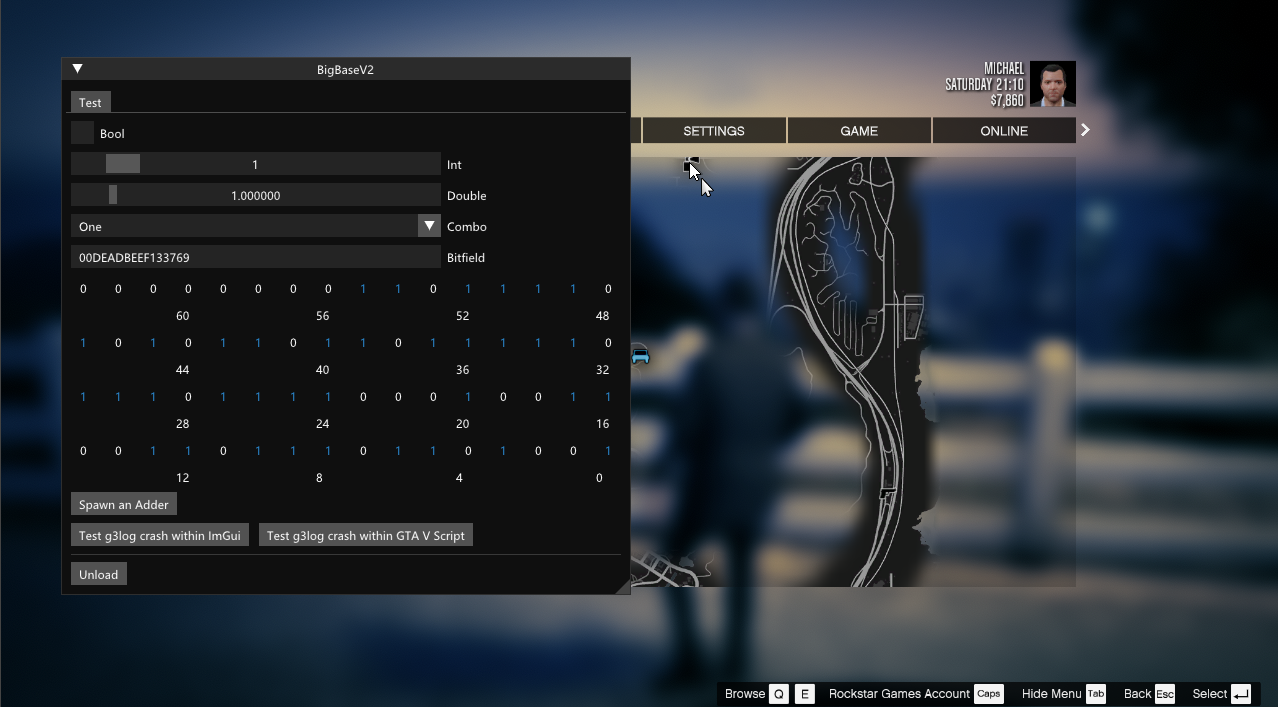 BigBaseV2
Test
Bool
1 Int
1.000000 Double
One Combo
00DEADBEEF133769 Bitfield
0 0 0 0 0 0 0 0 1 1 0 1 1 1 1 0
60 56 52 48
1 0 1 0 1 1 0 1 1 0 1 1 1 1 1 0
44 40 36 32
1 1 1 0 1 1 1 1 0 0 0 1 0 0 1 1
28 24 20 16
0 0 1 1 0 1 1 1 0 1 1 0 1 0 0 1
12 8 4 0
Spawn an Adder
Test g3log crash within ImGui Test g3log crash within GTA V Script
Unload
MICHAEL
SATURDAY 21:10
$7,860
SETTINGS GAME ONLINE
Browse Q E Rockstar Games Account Caps Hide Menu Tab Back Esc Select